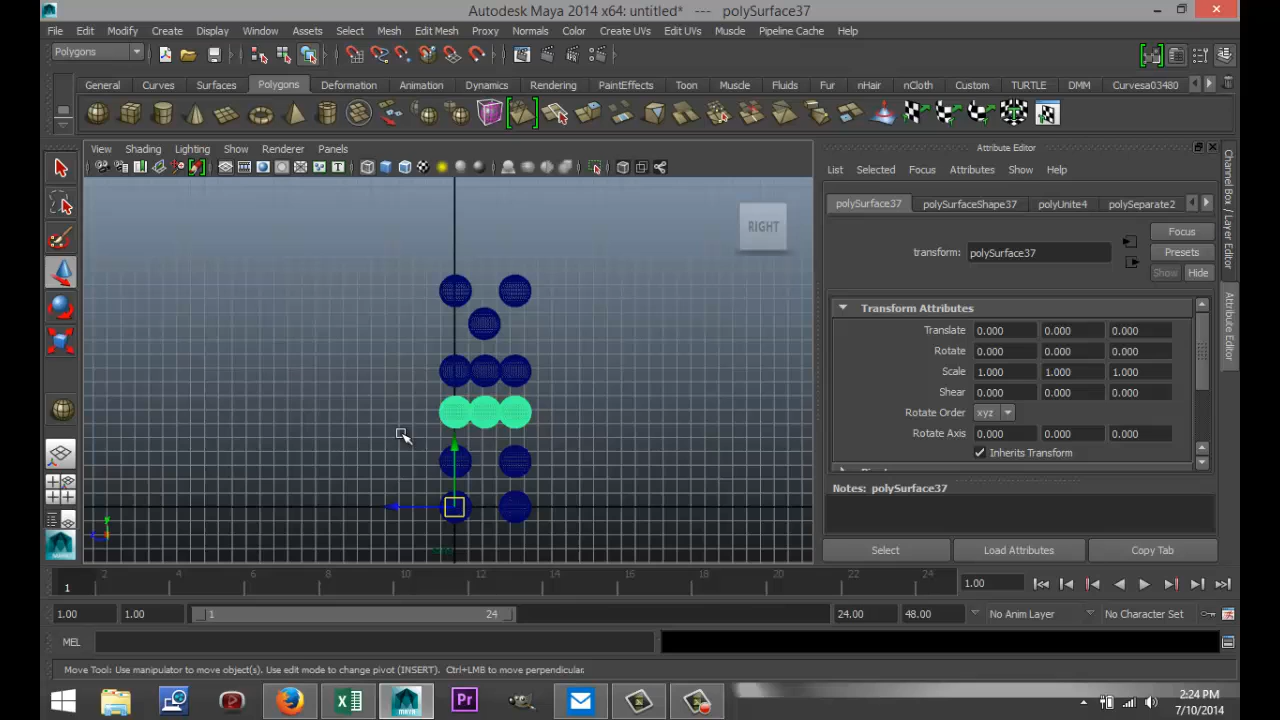 Autodesk Maya 2014 x64: untitled* --- polySurface37
File Edit Modify Create Display Window Assets Select Mesh Edit Mesh Proxy Normals Color Create UVs Edit UVs Muscle Pipeline Cache Help
Polygons
General Curves Surfaces Polygons Deformation Animation Dynamics Rendering PaintEffects Toon Muscle Fluids Fur nHair nCloth Custom TURTLE DMM Curvesa03480
View Shading Lighting Show Renderer Panels
RIGHT
y
Attribute Editor
List Selected Focus Attributes Show Help
polySurface37 polySurfaceShape37 polyUnite4 polySeparate2
Focus
transform: polySurface37
Presets
Show Hide
Transform Attributes
Translate 0.000 0.000 0.000
Rotate 0.000 0.000 0.000
Scale 1.000 1.000 1.000
Shear 0.000 0.000 0.000
Rotate Order xyz
Rotate Axis 0.000 0.000 0.000
Inherits Transform
Notes: polySurface37
Select Load Attributes Copy Tab
Channel Box / Layer Editor
Attribute Editor
1 2 4 6 8 10 12 14 16 18 20 22 24 1.00
1.00 1.00 1 24 24.00 48.00 No Anim Layer No Character Set
MEL
Move Tool: Use manipulator to move object(s). Use edit mode to change pivot (INSERT). Ctrl+LMB to move perpendicular.
Pr
2:24 PM
7/10/2014